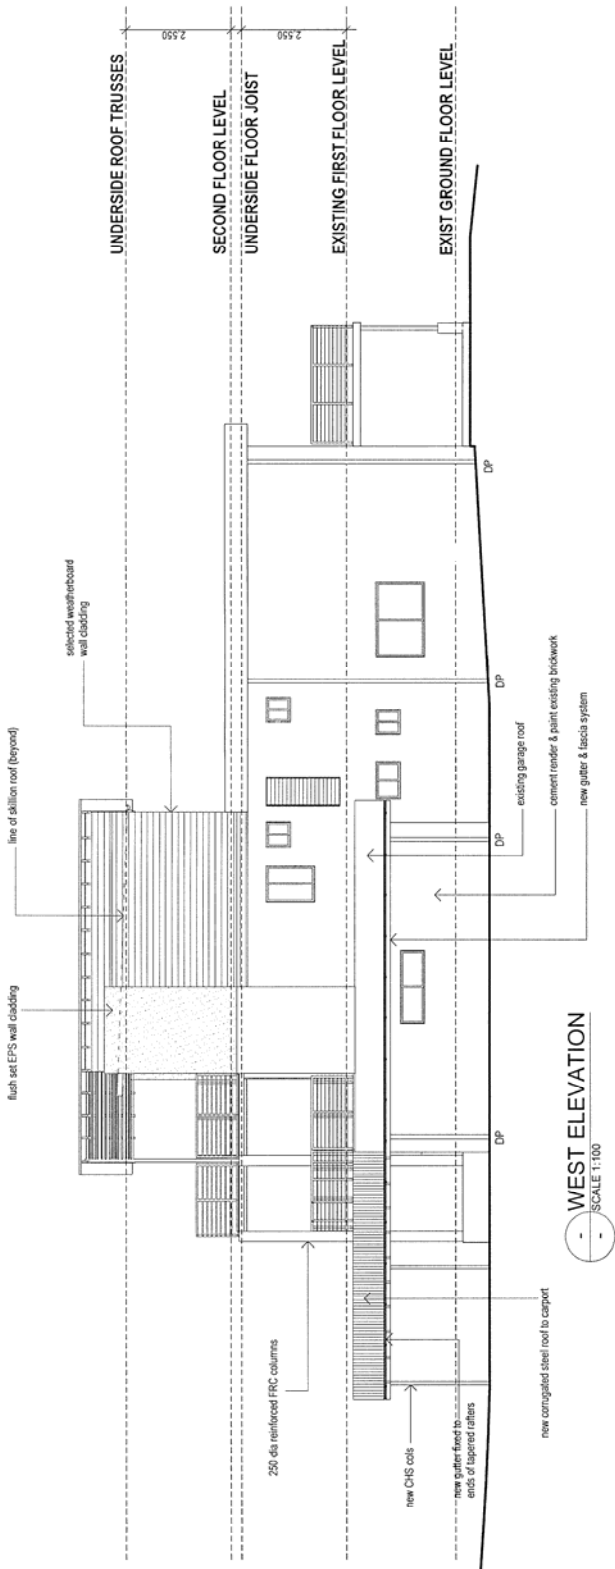 line of skillion roof (beyond)
flush set EPS wall cladding
selected weatherboard
wall cladding
UNDERSIDE ROOF TRUSSES
2.550
SECOND FLOOR LEVEL
UNDERSIDE FLOOR JOIST
2.550
EXISTING FIRST FLOOR LEVEL
EXIST GROUND FLOOR LEVEL
250 dia reinforced FRC columns
new CHS cols
new gutter fixed to
ends of tapered rafters
new corrugated steel roof to carport
DP
DP
DP
DP
existing garage roof
cement render & paint existing brickwork
new gutter & fascia system
-
-
WEST ELEVATION
SCALE 1:100